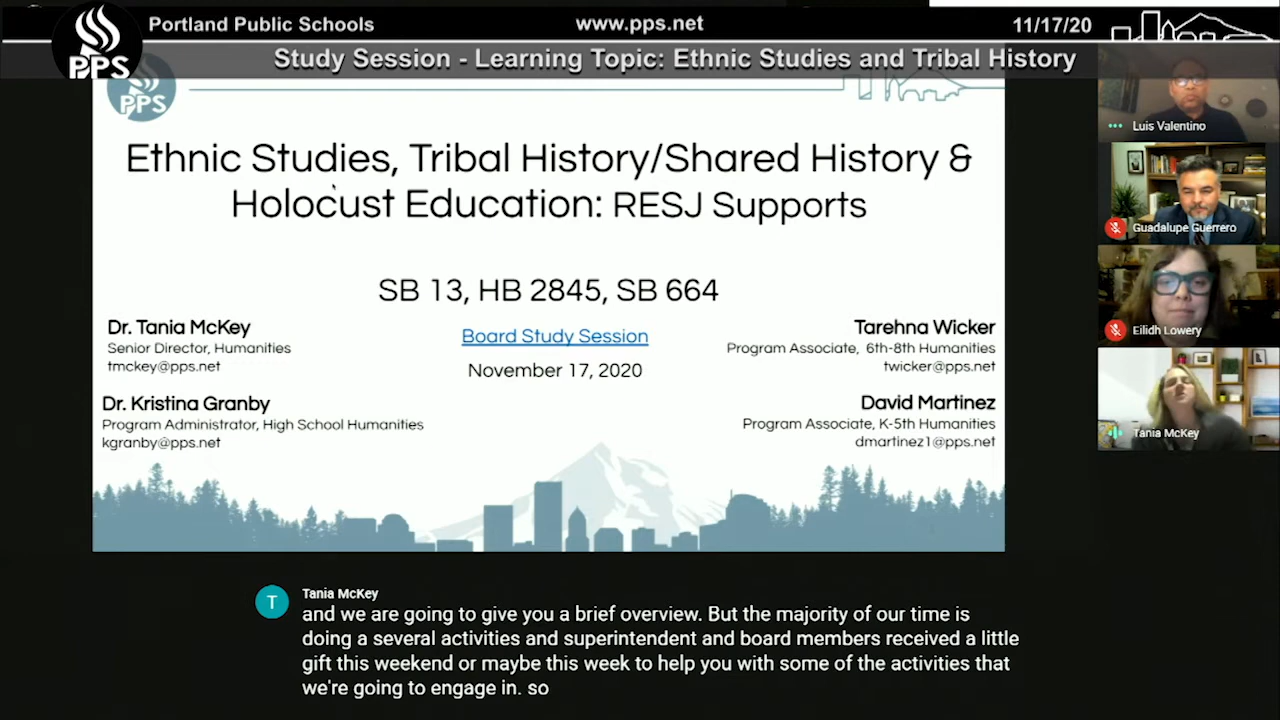 PPS
Portland Public Schools
www.pps.net
11/17/20
Study Session - Learning Topic: Ethnic Studies and Tribal History
PPS
Ethnic Studies, Tribal History/Shared History &
Holocust Education: RESJ Supports
SB 13, HB 2845, SB 664
Dr. Tania McKey
Senior Director, Humanities
tmckey@pps.net
Dr. Kristina Granby
Program Administrator, High School Humanities
kgranby@pps.net
Board Study Session
November 17, 2020
Tarehna Wicker
Program Associate, 6th-8th Humanities
twicker@pps.net
David Martinez
Program Associate, K-5th Humanities
dmartinez1@pps.net
Luis Valentino
Guadalupe Guerrero
Eilidh Lowery
Tania McKey
T
Tania McKey
and we are going to give you a brief overview. But the majority of our time is
doing a several activities and superintendent and board members received a little
gift this weekend or maybe this week to help you with some of the activities that
we're going to engage in. so